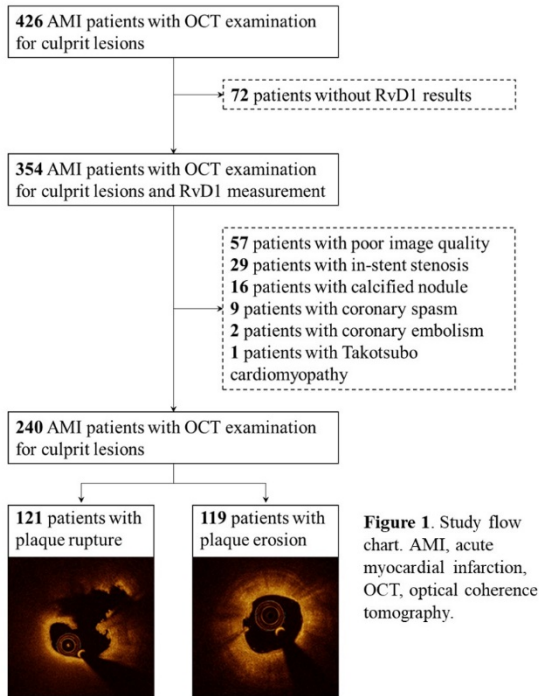 426 AMI patients with OCT examination
for culprit lesions
72 patients without RvD1 results
354 AMI patients with OCT examination
for culprit lesions and RvD1 measurement
57 patients with poor image quality
29 patients with in-stent stenosis
16 patients with calcified nodule
9 patients with coronary spasm
2 patients with coronary embolism
1 patients with Takotsubo
cardiomyopathy
240 AMI patients with OCT examination
for culprit lesions
121 patients with
plaque rupture
119 patients with
plaque erosion
Figure 1. Study flow
chart. AMI, acute
myocardial infarction,
OCT, optical coherence
tomography.